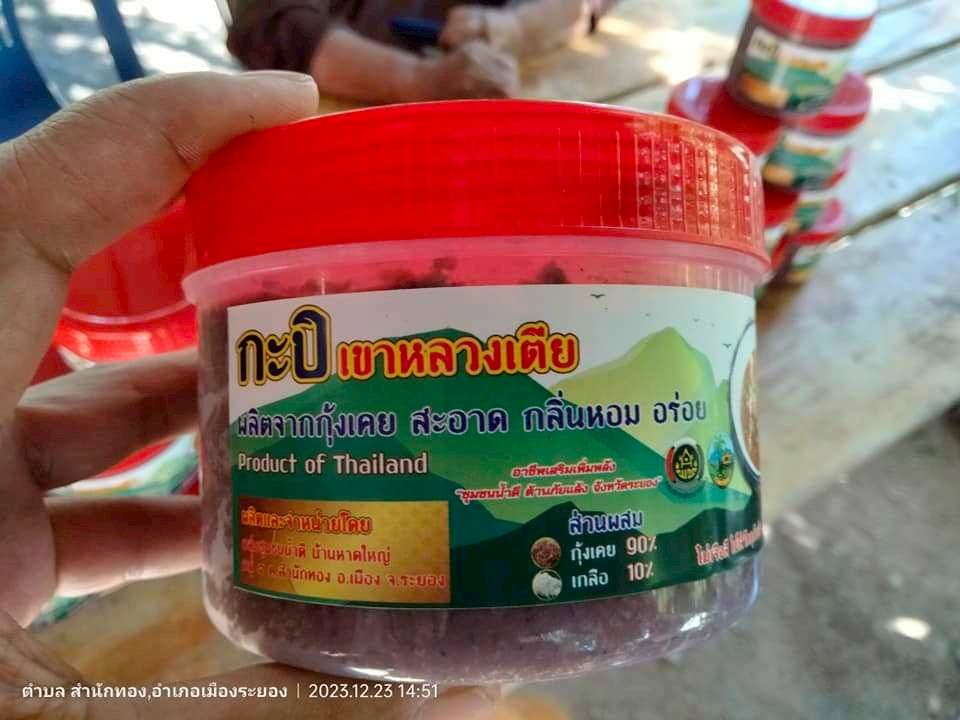 กะปิ เขาหลวงเตีย
ผลิตจากกุ้งเคย สะอาด กลิ่นหอม อร่อย
Product of Thailand
อาชีพเสริมเพิ่มพลัง
"ชุมชนน้ำดี ต้านภัยแล้ง จังหวัดระยอง"
ผลิตและจำหน่ายโดย
บ้านหาดใหญ่
ต.สำนักทอง อ.เมือง จ.ระยอง
ส่วนผสม
กุ้งเคย 90%
เกลือ 10%
ตำบล สำนักทอง,อำเภอเมืองระยอง | 2023.12.23 14:51